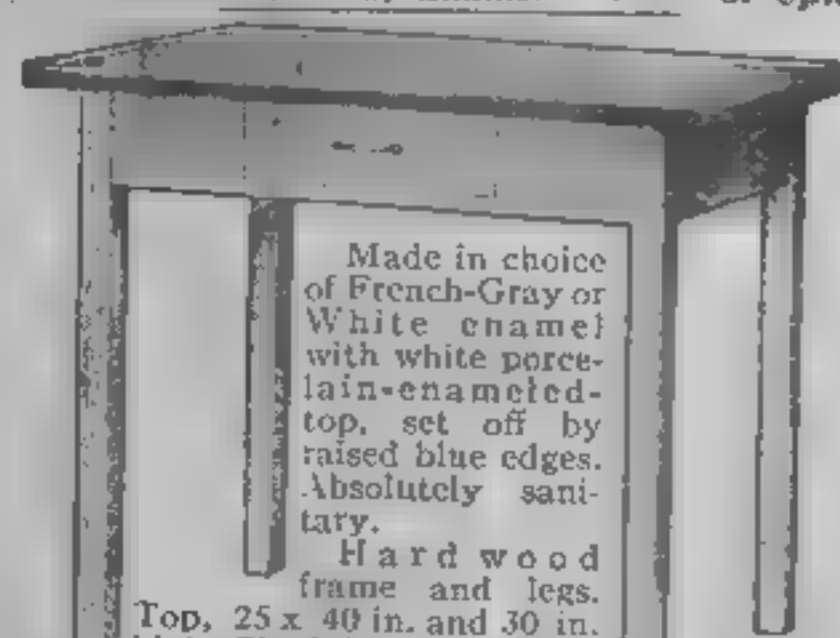 Made in choice
of French-Gray or
White enamel
with white porce-
lain-enameled-
top, set off by
raised blue edges.
Absolutely sani-
tary.
Hard wood
frame and legs.
Top, 25 x 40 in. and 30 in.